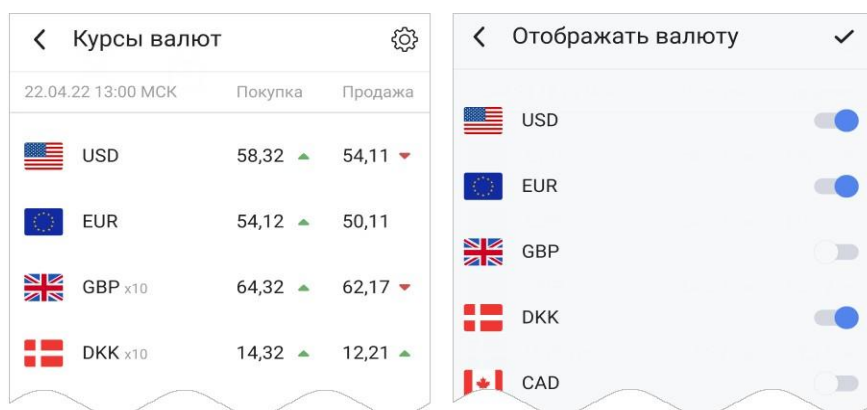 Курсы валют
22.04.22 13:00 МСК Покупка Продажа
USD 58,32 54,11
EUR 54,12 50,11
GBP x10 64,32 62,17
DKK x10 14,32 12,21
Отображать валюту
USD
EUR
GBP
DKK
CAD